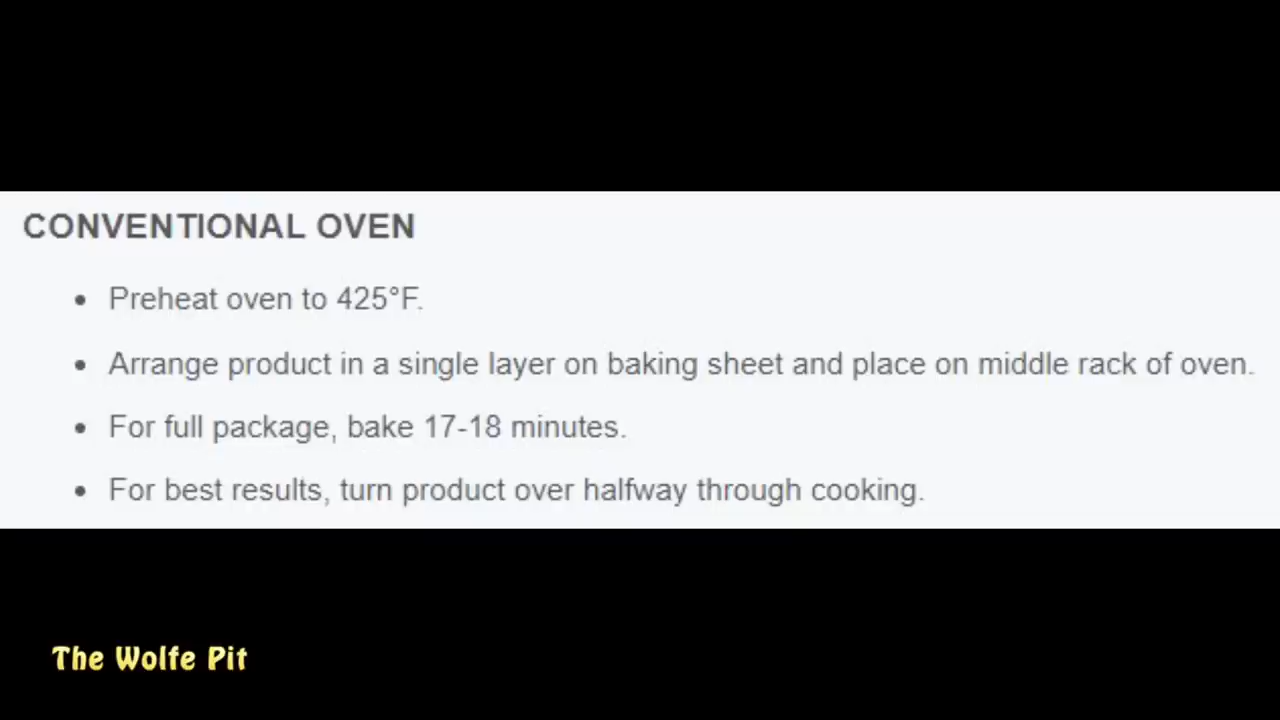 CONVENTIONAL OVEN
• Preheat oven to 425°F.
• Arrange product in a single layer on baking sheet and place on middle rack of oven.
• For full package, bake 17-18 minutes.
• For best results, turn product over halfway through cooking.
The Wolfe Pit